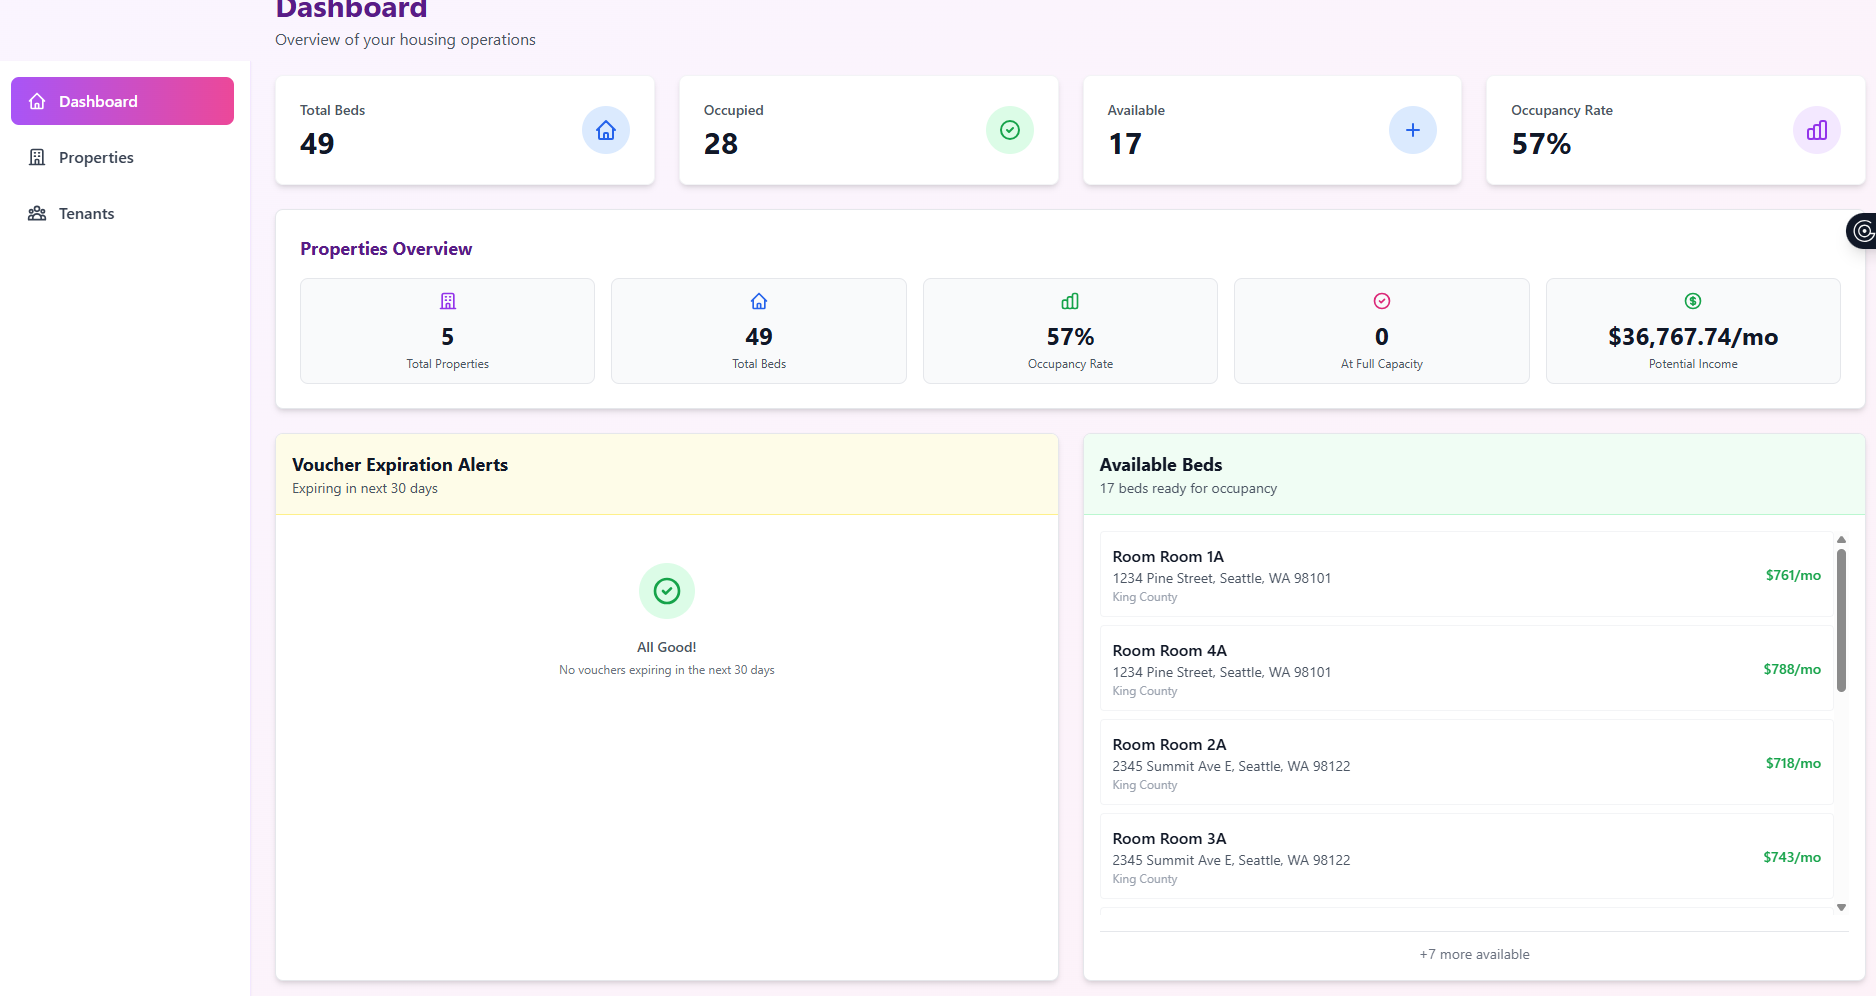 Dashboard
Overview of your housing operations
Dashboard
Properties
Tenants
Total Beds
49
Occupied
28
Available
17
Occupancy Rate
57%
Properties Overview
5
Total Properties
49
Total Beds
57%
Occupancy Rate
0
At Full Capacity
$36,767.74/mo
Potential Income
Voucher Expiration Alerts
Expiring in next 30 days
All Good!
No vouchers expiring in the next 30 days
Available Beds
17 beds ready for occupancy
Room Room 1A
1234 Pine Street, Seattle, WA 98101
King County
$761/mo
Room Room 4A
1234 Pine Street, Seattle, WA 98101
King County
$788/mo
Room Room 2A
2345 Summit Ave E, Seattle, WA 98122
King County
$718/mo
Room Room 3A
2345 Summit Ave E, Seattle, WA 98122
King County
$743/mo
+7 more available